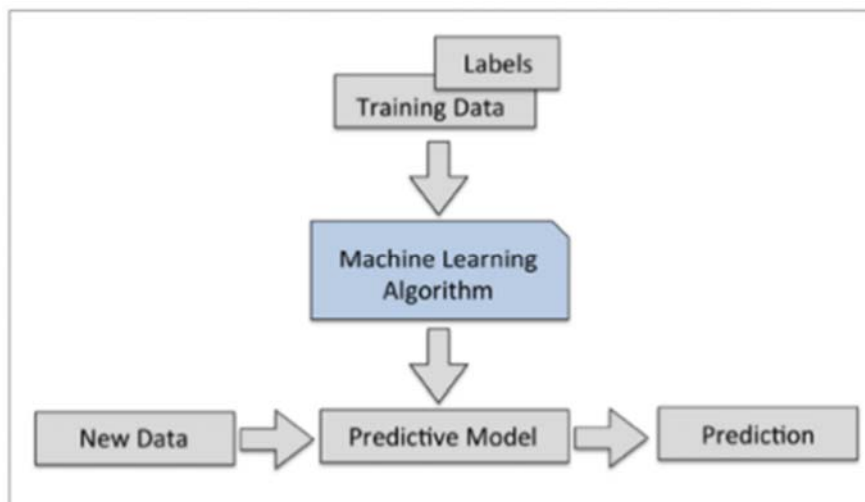 Labels
Training Data
Machine Learning
Algorithm
New Data
Predictive Model
Prediction